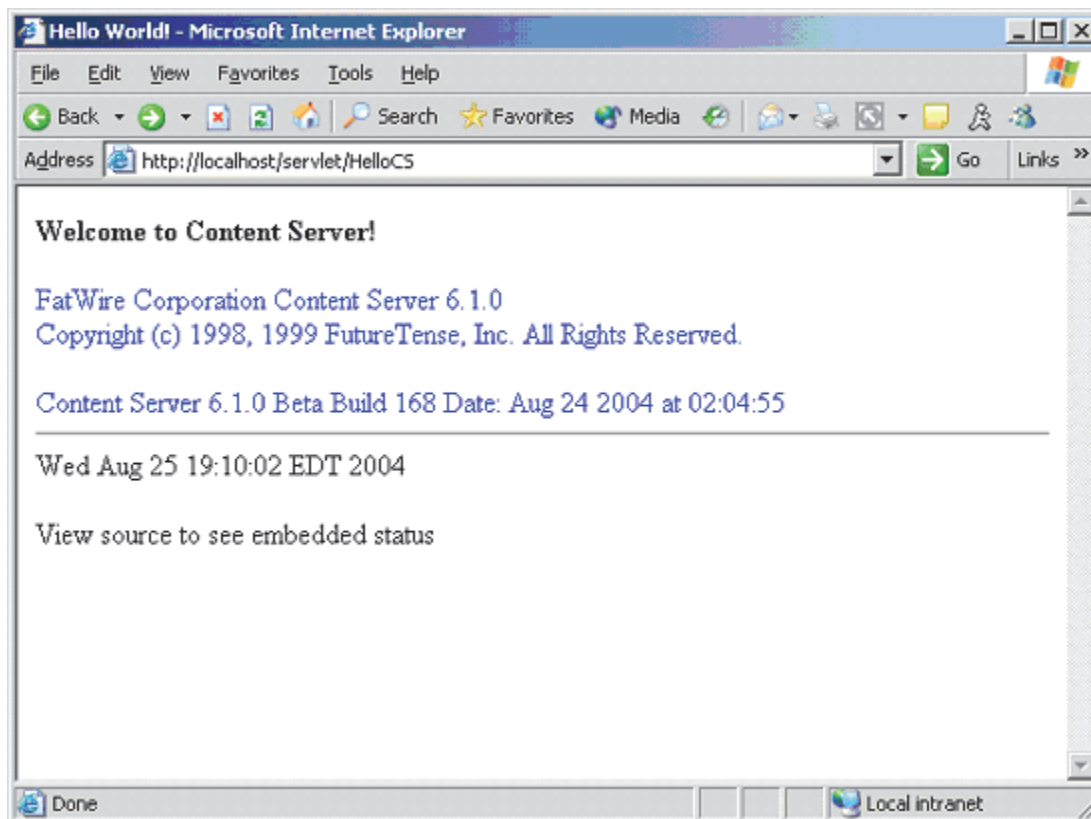 Hello World! - Microsoft Internet Explorer
File Edit View Favorites Tools Help
Back Search Favorites Media
Address http://localhost/servlet/HelloCS Go Links »
Welcome to Content Server!
FatWire Corporation Content Server 6.1.0
Copyright (c) 1998, 1999 FutureTense, Inc. All Rights Reserved.
Content Server 6.1.0 Beta Build 168 Date: Aug 24 2004 at 02:04:55
Wed Aug 25 19:10:02 EDT 2004
View source to see embedded status
Done Local intranet